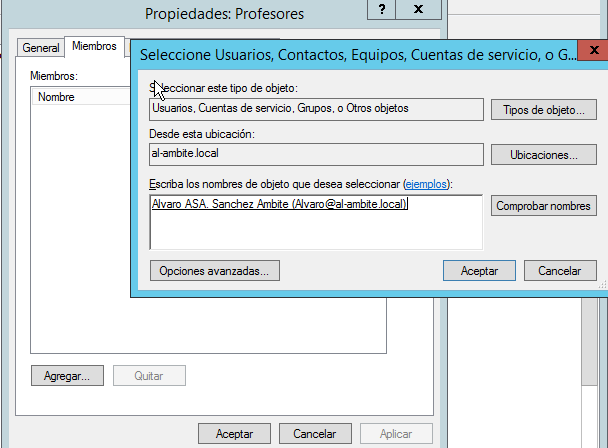 Propiedades: Profesores
? x
General Miembros
Seleccione Usuarios, Contactos, Equipos, Cuentas de servicio, o G... x
Miembros:
Nombre
Seleccionar este tipo de objeto:
Usuarios, Cuentas de servicio, Grupos, o Otros objetos
Tipos de objeto...
Desde esta ubicación:
al-ambite.local
Ubicaciones...
Escriba los nombres de objeto que desea seleccionar (ejemplos):
Alvaro ASA. Sanchez Ambite (Alvaro@al-ambite.local)
Comprobar nombres
Opciones avanzadas...
Aceptar
Cancelar
Agregar...
Quitar
Aceptar
Cancelar
Aplicar